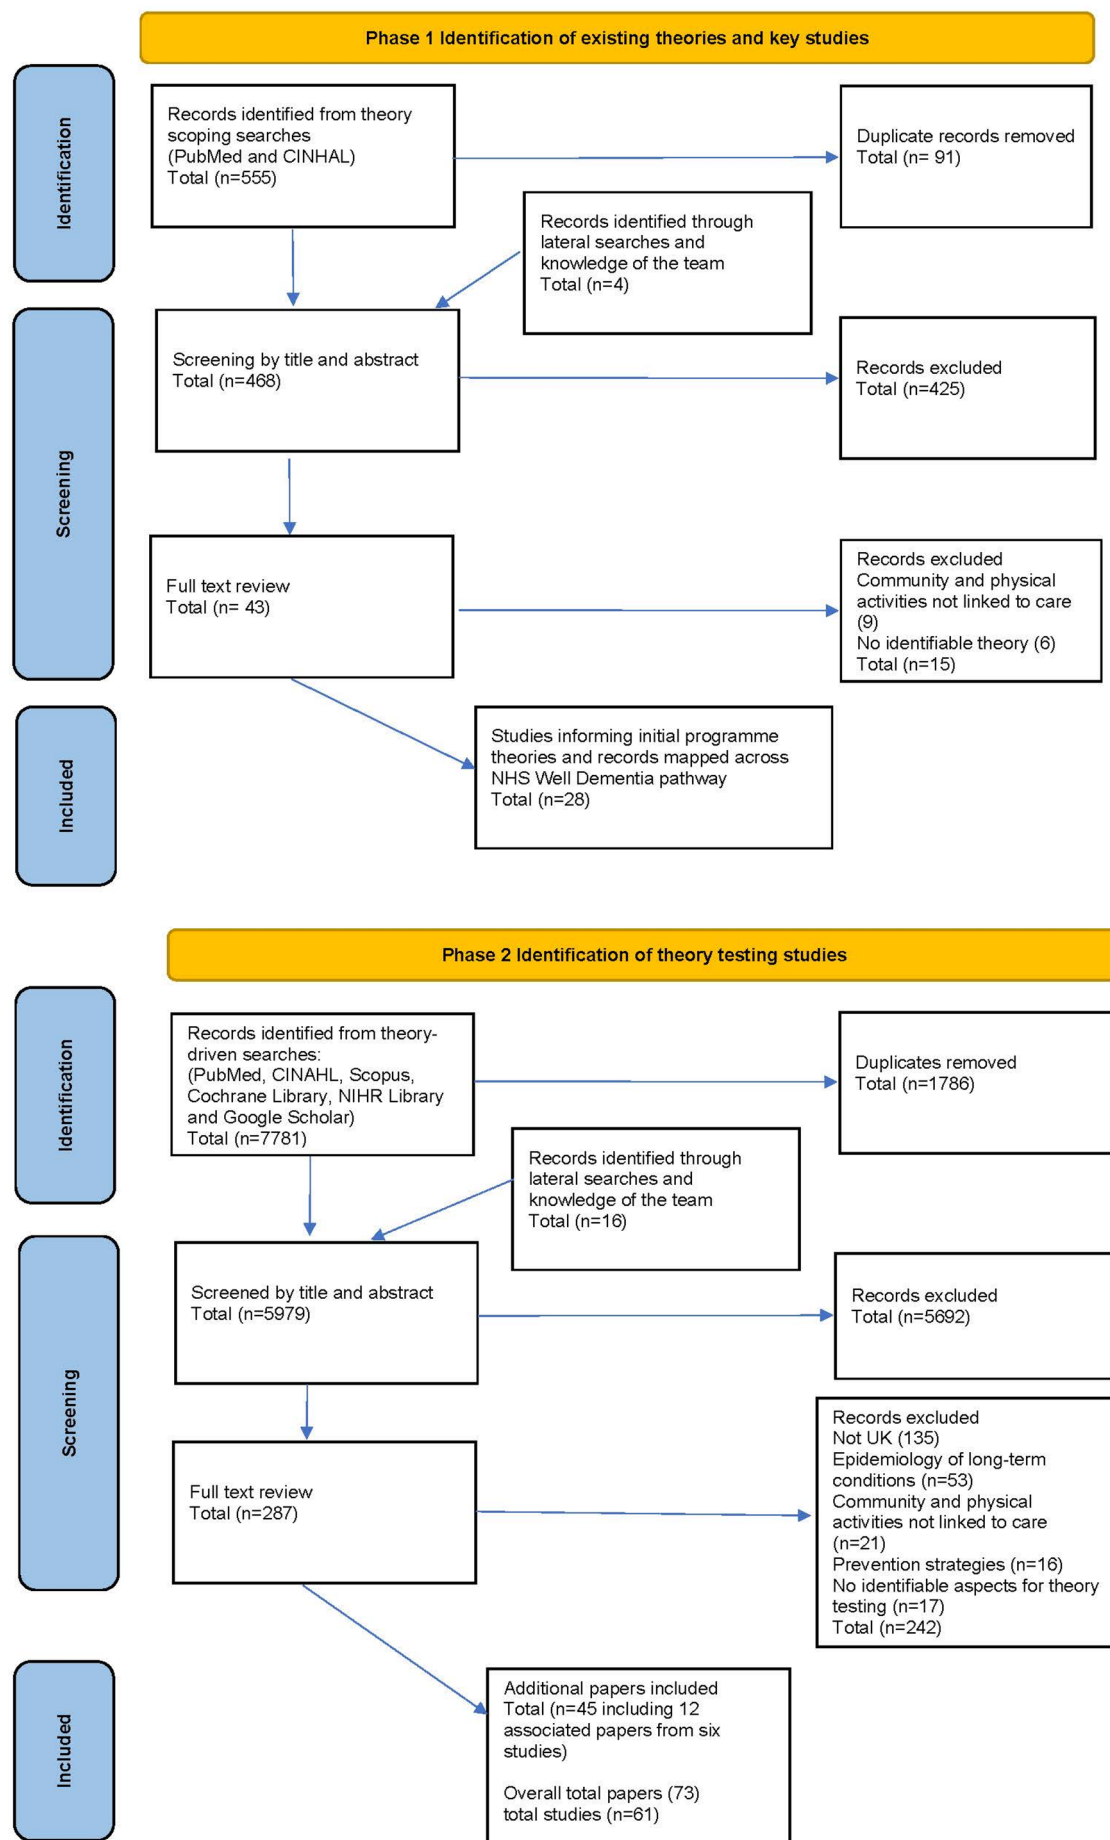 Phase 1 Identification of existing theories and key studies
Identification
Records identified from theory
scoping searches
(PubMed and CINHAL)
Total (n=555)
Duplicate records removed
Total (n= 91)
Records identified through
lateral searches and
knowledge of the team
Total (n=4)
Screening
Screening by title and abstract
Total (n=468)
Records excluded
Total (n=425)
Full text review
Total (n= 43)
Records excluded
Community and physical
activities not linked to care
(9)
No identifiable theory (6)
Total (n=15)
Included
Studies informing initial programme
theories and records mapped across
NHS Well Dementia pathway
Total (n=28)
Phase 2 Identification of theory testing studies
Identification
Records identified from theory-
driven searches:
(PubMed, CINAHL, Scopus,
Cochrane Library, NIHR Library
and Google Scholar)
Total (n=7781)
Duplicates removed
Total (n=1786)
Records identified through
lateral searches and
knowledge of the team
Total (n=16)
Screening
Screened by title and abstract
Total (n=5979)
Records excluded
Total (n=5692)
Full text review
Total (n=287)
Records excluded
Not UK (135)
Epidemiology of long-term
conditions (n=53)
Community and physical
activities not linked to care
(n=21)
Prevention strategies (n=16)
No identifiable aspects for theory
testing (n=17)
Total (n=242)
Included
Additional papers included
Total (n=45 including 12
associated papers from six
studies)
Overall total papers (73)
total studies (n=61)